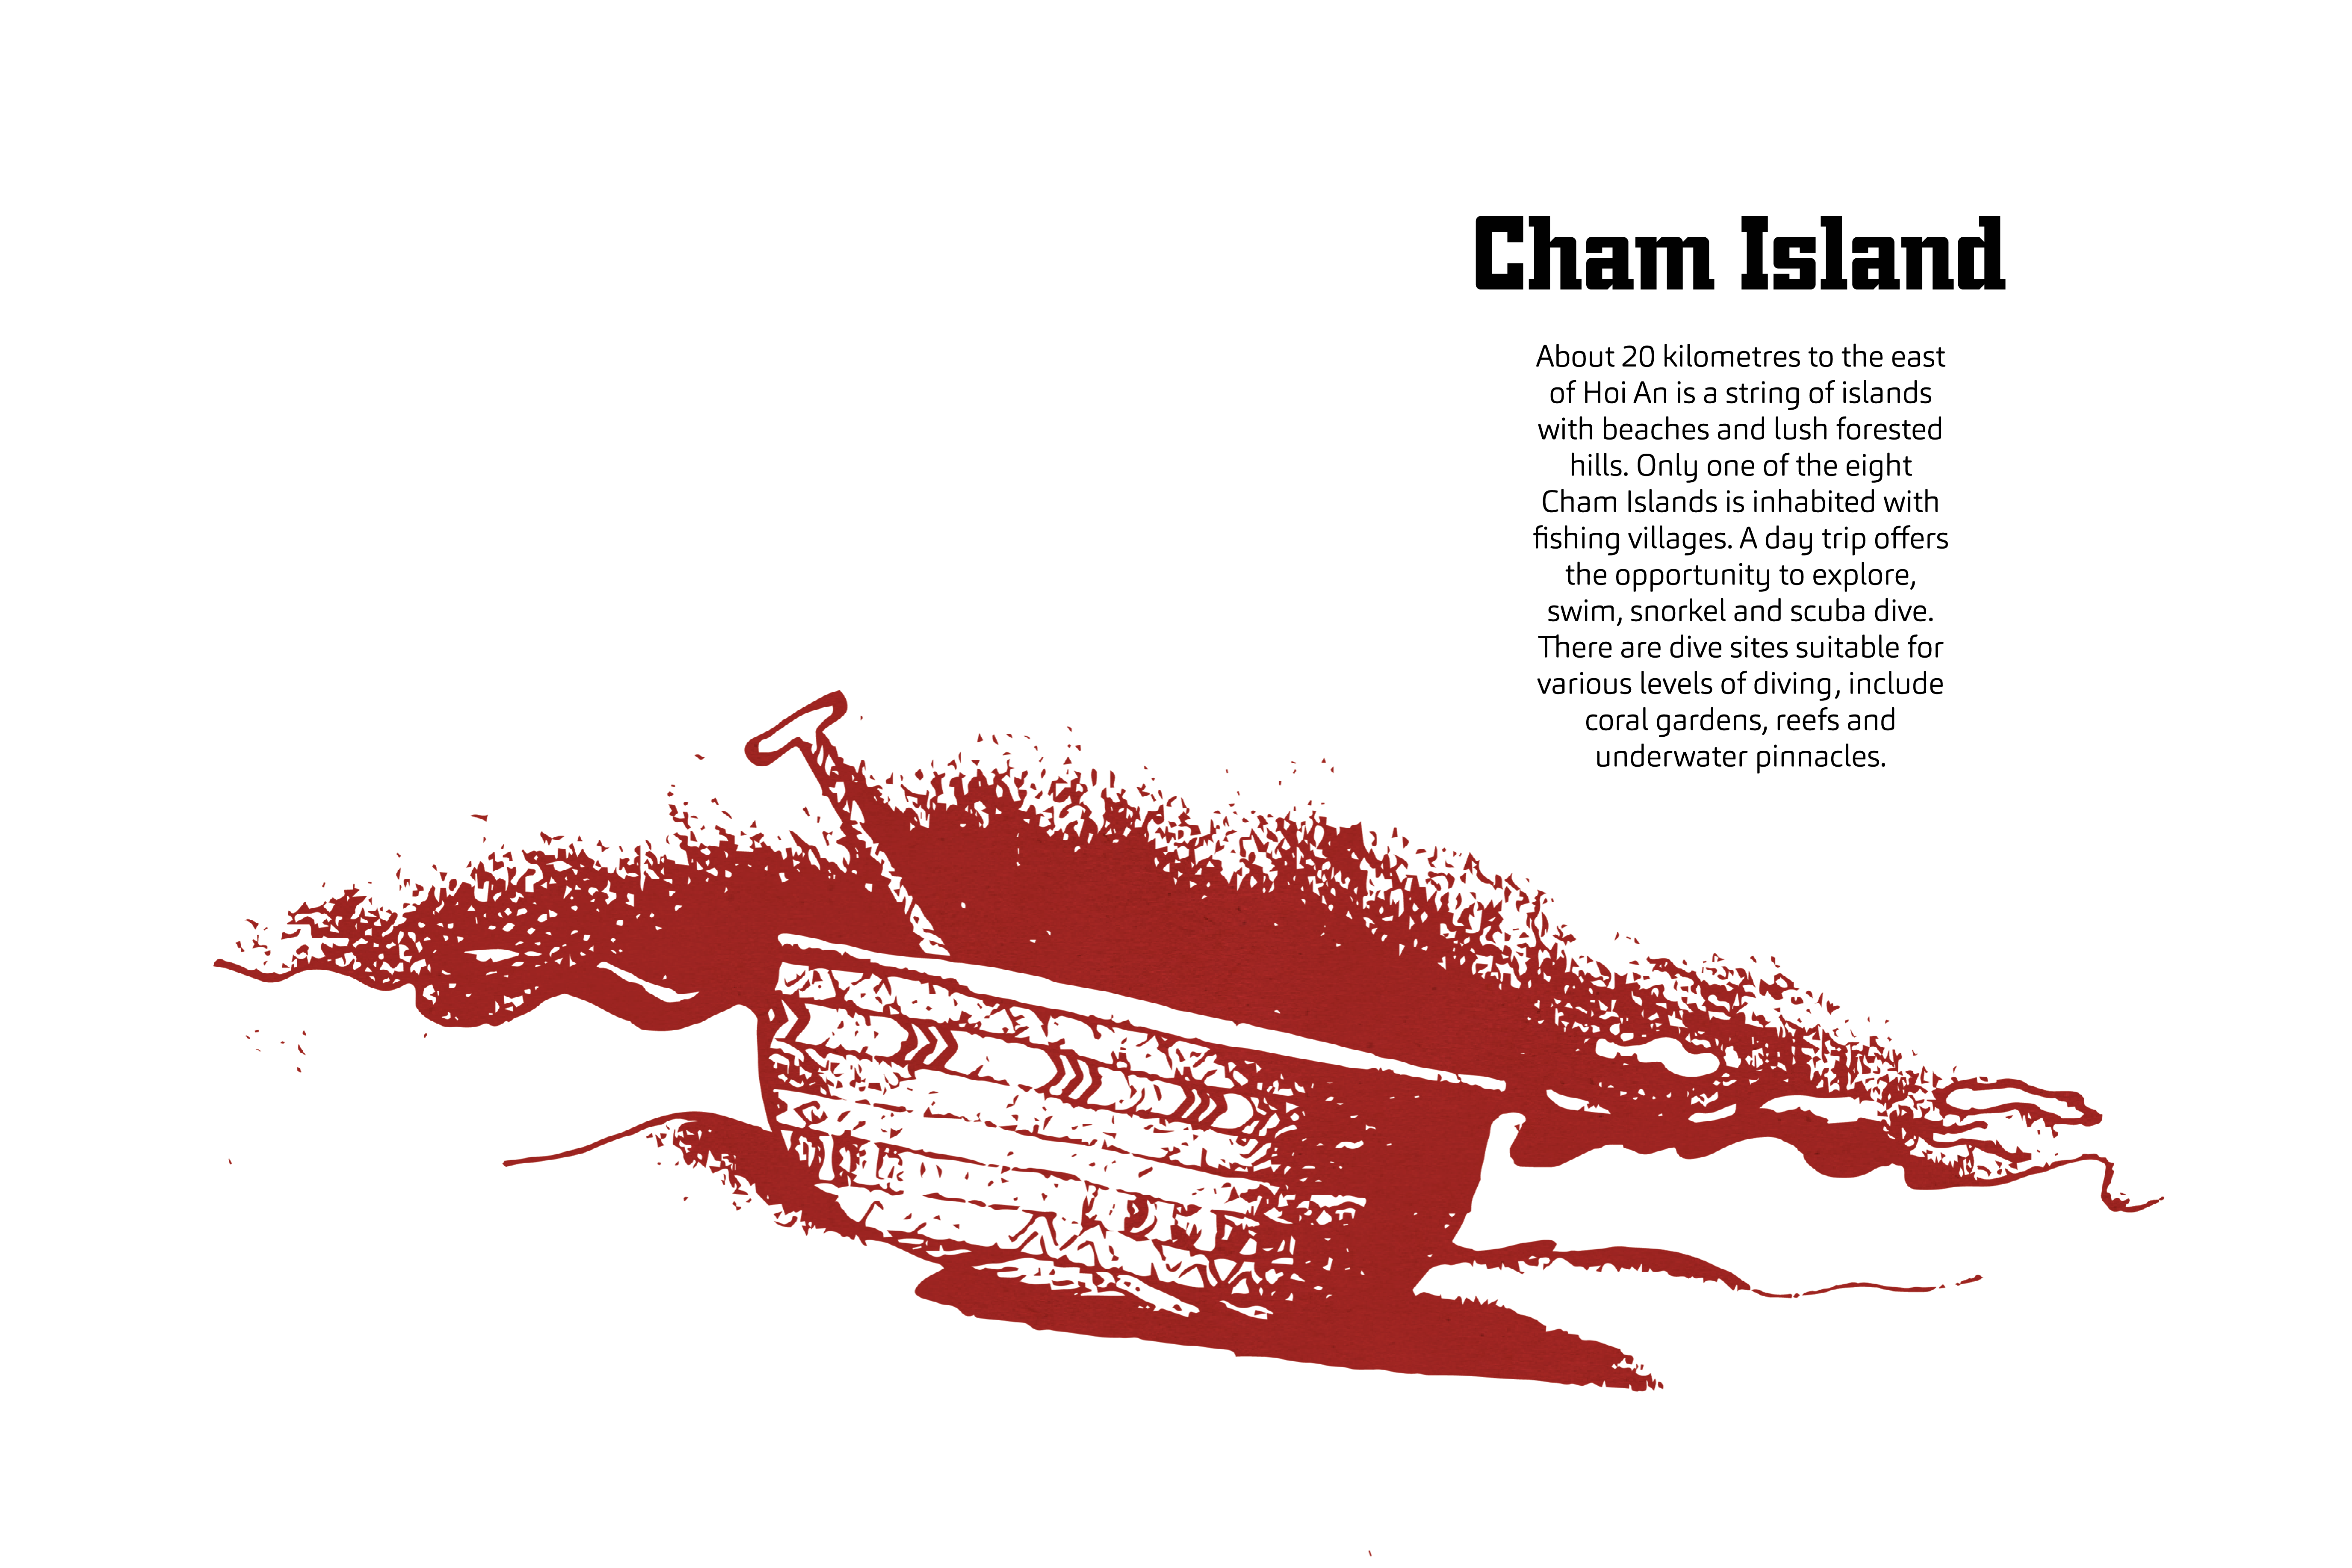 Cham Island
About 20 kilometres to the east
of Hoi An is a string of islands
with beaches and lush forested
hills. Only one of the eight
Cham Islands is inhabited with
fishing villages. A day trip offers
the opportunity to explore,
swim, snorkel and scuba dive.
There are dive sites suitable for
various levels of diving, include
coral gardens, reefs and
underwater pinnacles.